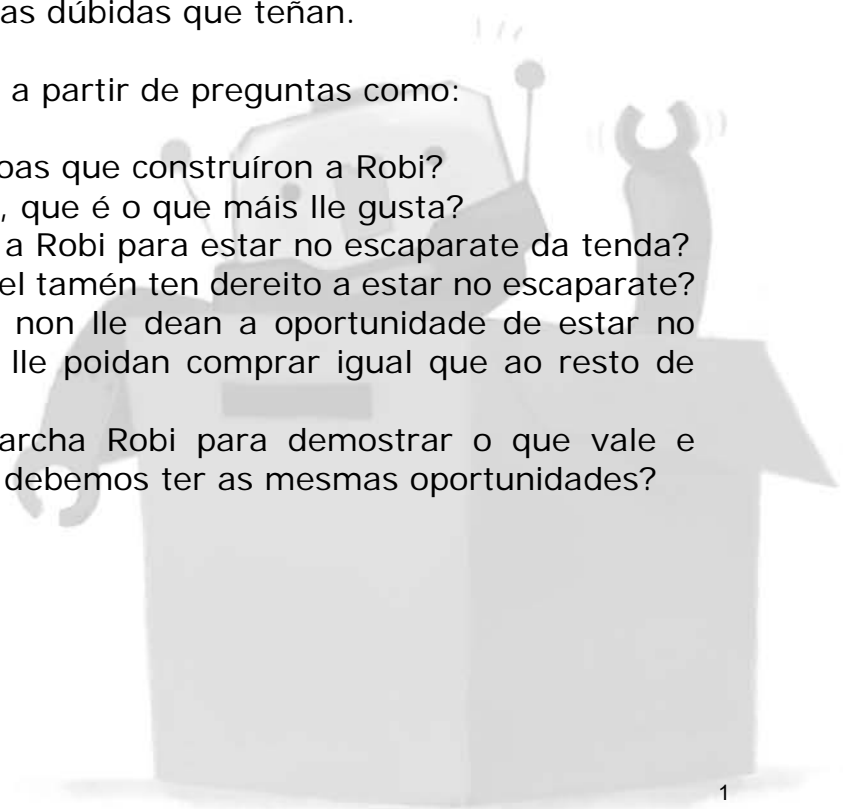 as dúbidas que teñan.
a partir de preguntas como:
oas que construíron a Robi?
, que é o que máis lle gusta?
a Robi para estar no escaparate da tenda?
el tamén ten dereito a estar no escaparate?
non lle dean a oportunidade de estar no
lle poidan comprar igual que ao resto de
archa Robi para demostrar o que vale e
debemos ter as mesmas oportunidades?
1